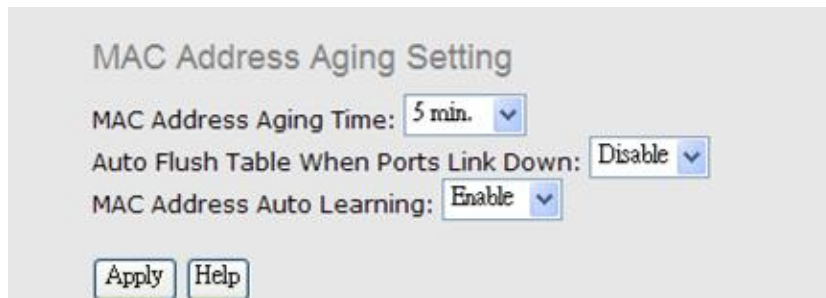 MAC Address Aging Setting
MAC Address Aging Time: 5 min.
Auto Flush Table When Ports Link Down: Disable
MAC Address Auto Learning: Enable
Apply Help